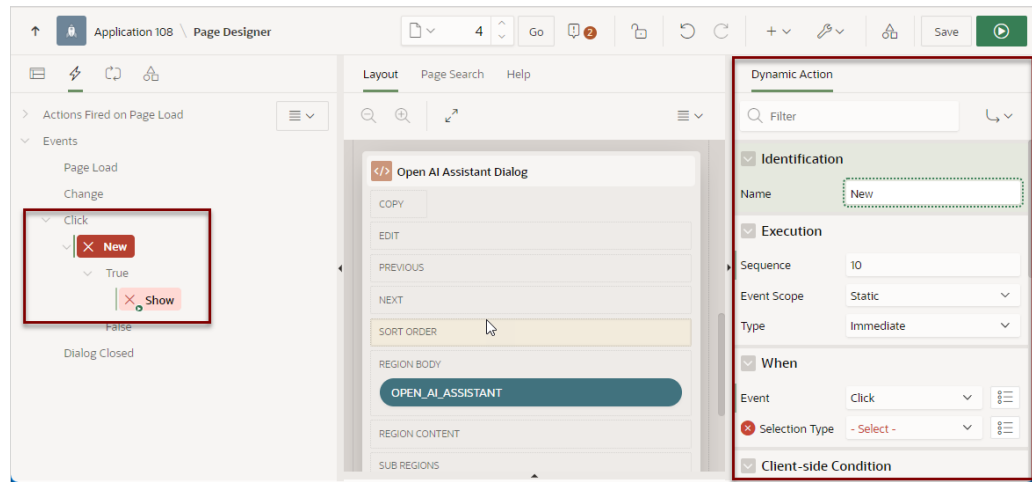 Application 108 \ Page Designer
4
Go
2
Save
Actions Fired on Page Load
Events
Page Load
Change
Click
New
True
Show
False
Dialog Closed
Layout
Page Search
Help
Open AI Assistant Dialog
COPY
EDIT
PREVIOUS
NEXT
SORT ORDER
REGION BODY
OPEN_AI_ASSISTANT
REGION CONTENT
SUB REGIONS
Dynamic Action
Filter
Identification
Name New
Execution
Sequence 10
Event Scope Static
Type Immediate
When
Event Click
Selection Type - Select -
Client-side Condition